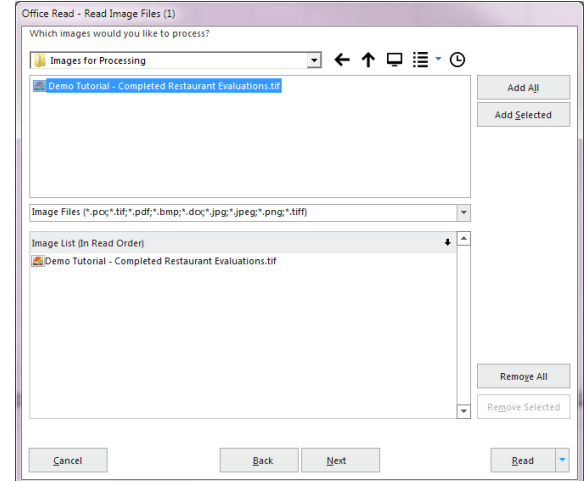 Office Read - Read Image Files (1)
Which images would you like to process?
Images for Processing
Demo Tutorial - Completed Restaurant Evaluations.tif
Add All
Add Selected
Image Files (*.pcx;*.tif;*.pdf;*.bmp;*.dcx;*.jpg;*.jpeg;*.png;*.tiff)
Image List (In Read Order)
Demo Tutorial - Completed Restaurant Evaluations.tif
Remove All
Remove Selected
Cancel
Back
Next
Read